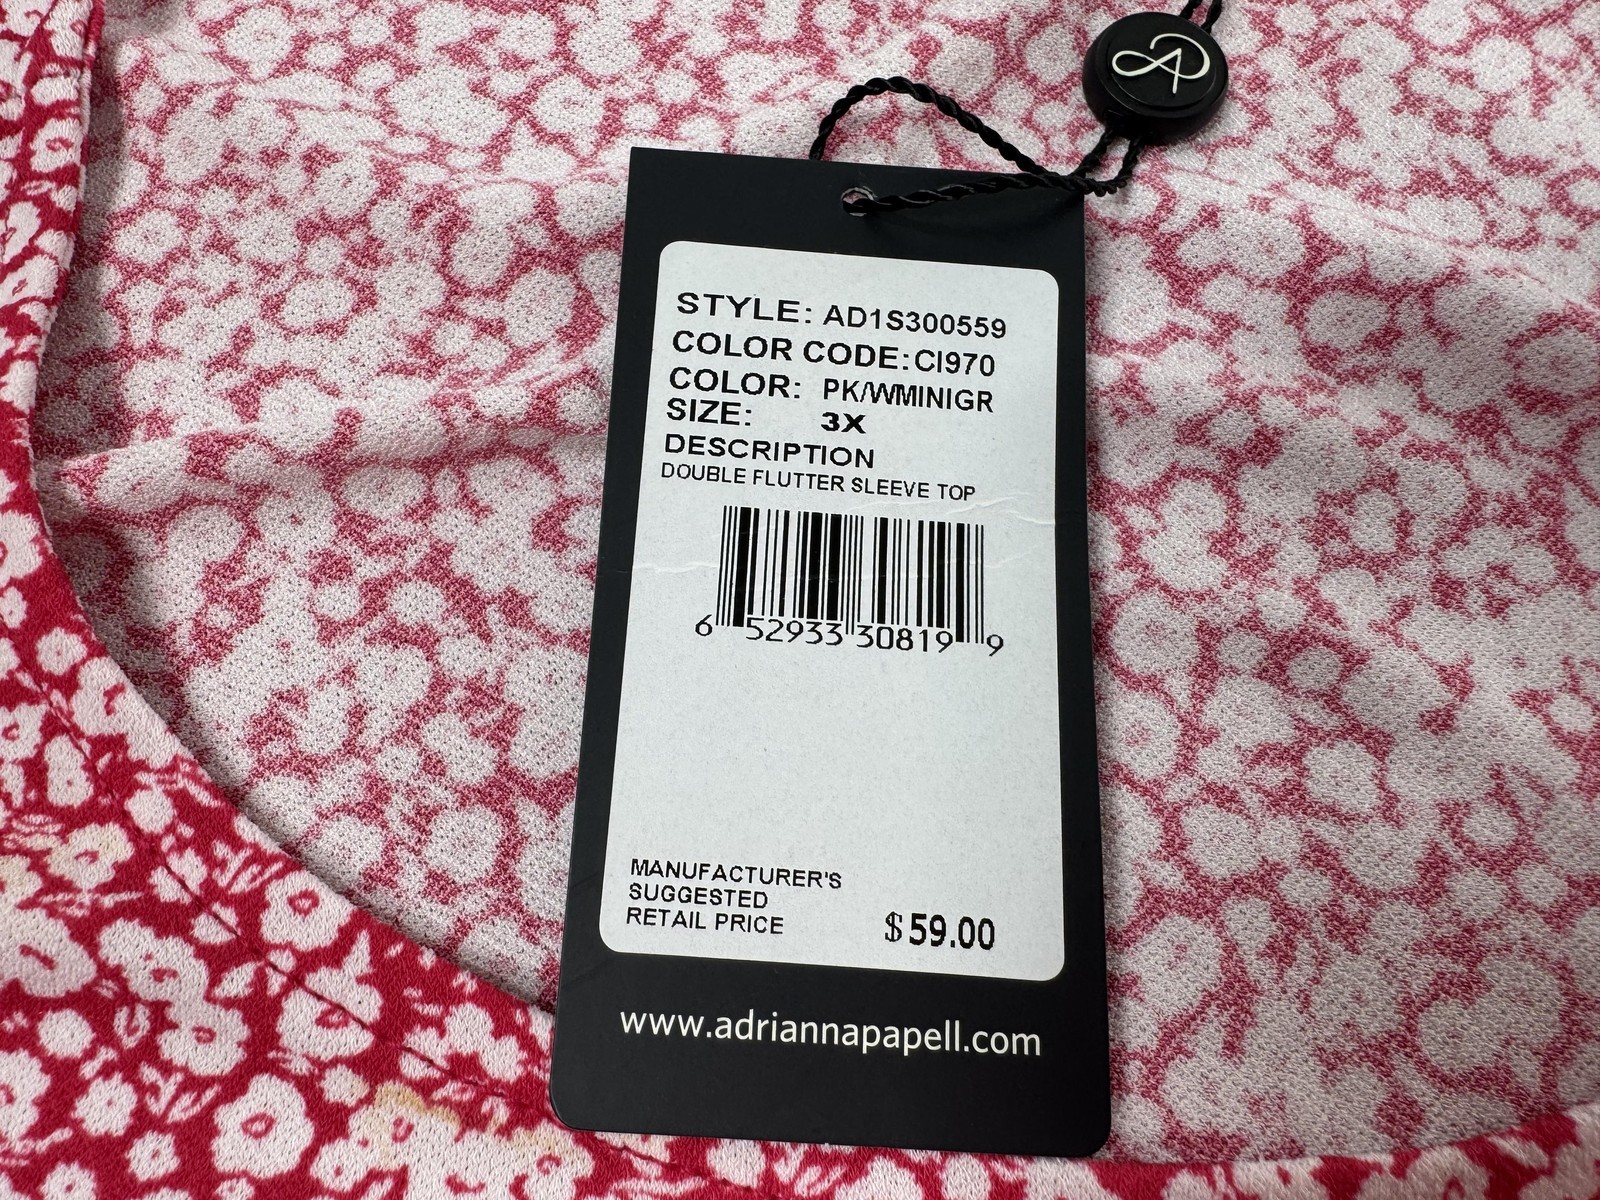 STYLE: AD1S300559
COLOR CODE: CI970
COLOR: PK/WMINIGR
SIZE: 3X
DESCRIPTION
DOUBLE FLUTTER SLEEVE TOP
6 52933 30819 9
MANUFACTURER'S
SUGGESTED
RETAIL PRICE $59.00
www.adriannapapell.com